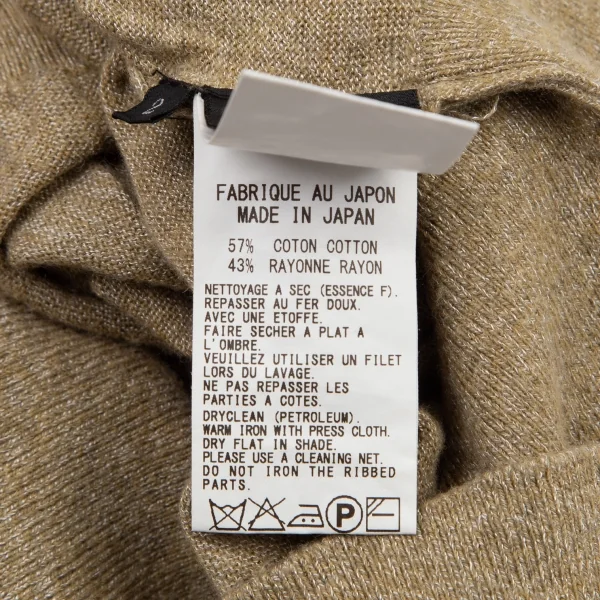 FABRIQUE AU JAPON
MADE IN JAPAN
57% COTON COTTON
43% RAYONNE RAYON
NETTOYAGE A SEC (ESSENCE F).
REPASSER AU FER DOUX.
AVEC UNE ETOFFE.
FAIRE SECHER A PLAT A
L'OMBRE.
VEUILLEZ UTILISER UN FILET
LORS DU LAVAGE.
NE PAS REPASSER LES
PARTIES A COTES.
DRYCLEAN (PETROLEUM).
WARM IRON WITH PRESS CLOTH.
DRY FLAT IN SHADE.
PLEASE USE A CLEANING NET.
DO NOT IRON THE RIBBED
PARTS.
P